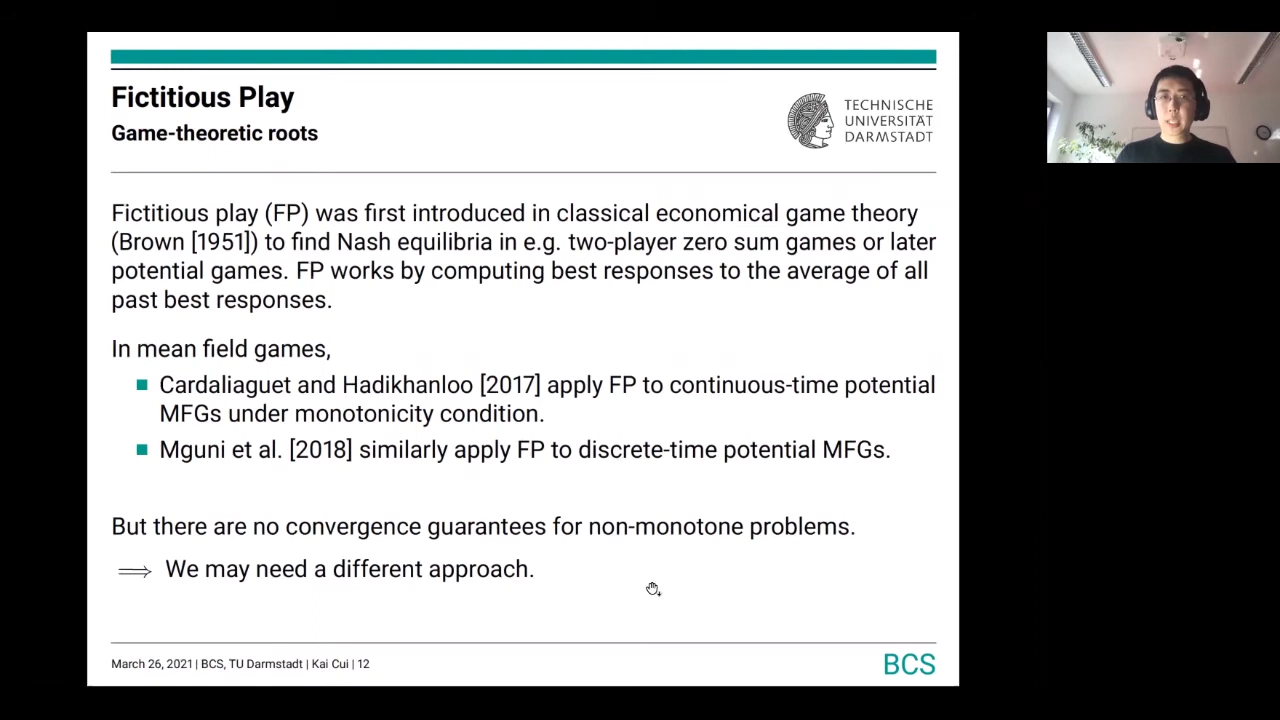 Fictitious Play
Game-theoretic roots
TECHNISCHE
UNIVERSITÄT
DARMSTADT
Fictitious play (FP) was first introduced in classical economical game theory
(Brown [1951]) to find Nash equilibria in e.g. two-player zero sum games or later
potential games. FP works by computing best responses to the average of all
past best responses.
In mean field games,
Cardaliaguet and Hadikhanloo [2017] apply FP to continuous-time potential
MFGs under monotonicity condition.
Mguni et al. [2018] similarly apply FP to discrete-time potential MFGs.
But there are no convergence guarantees for non-monotone problems.
⟹ We may need a different approach.
March 26, 2021 | BCS, TU Darmstadt | Kai Cui | 12
BCS